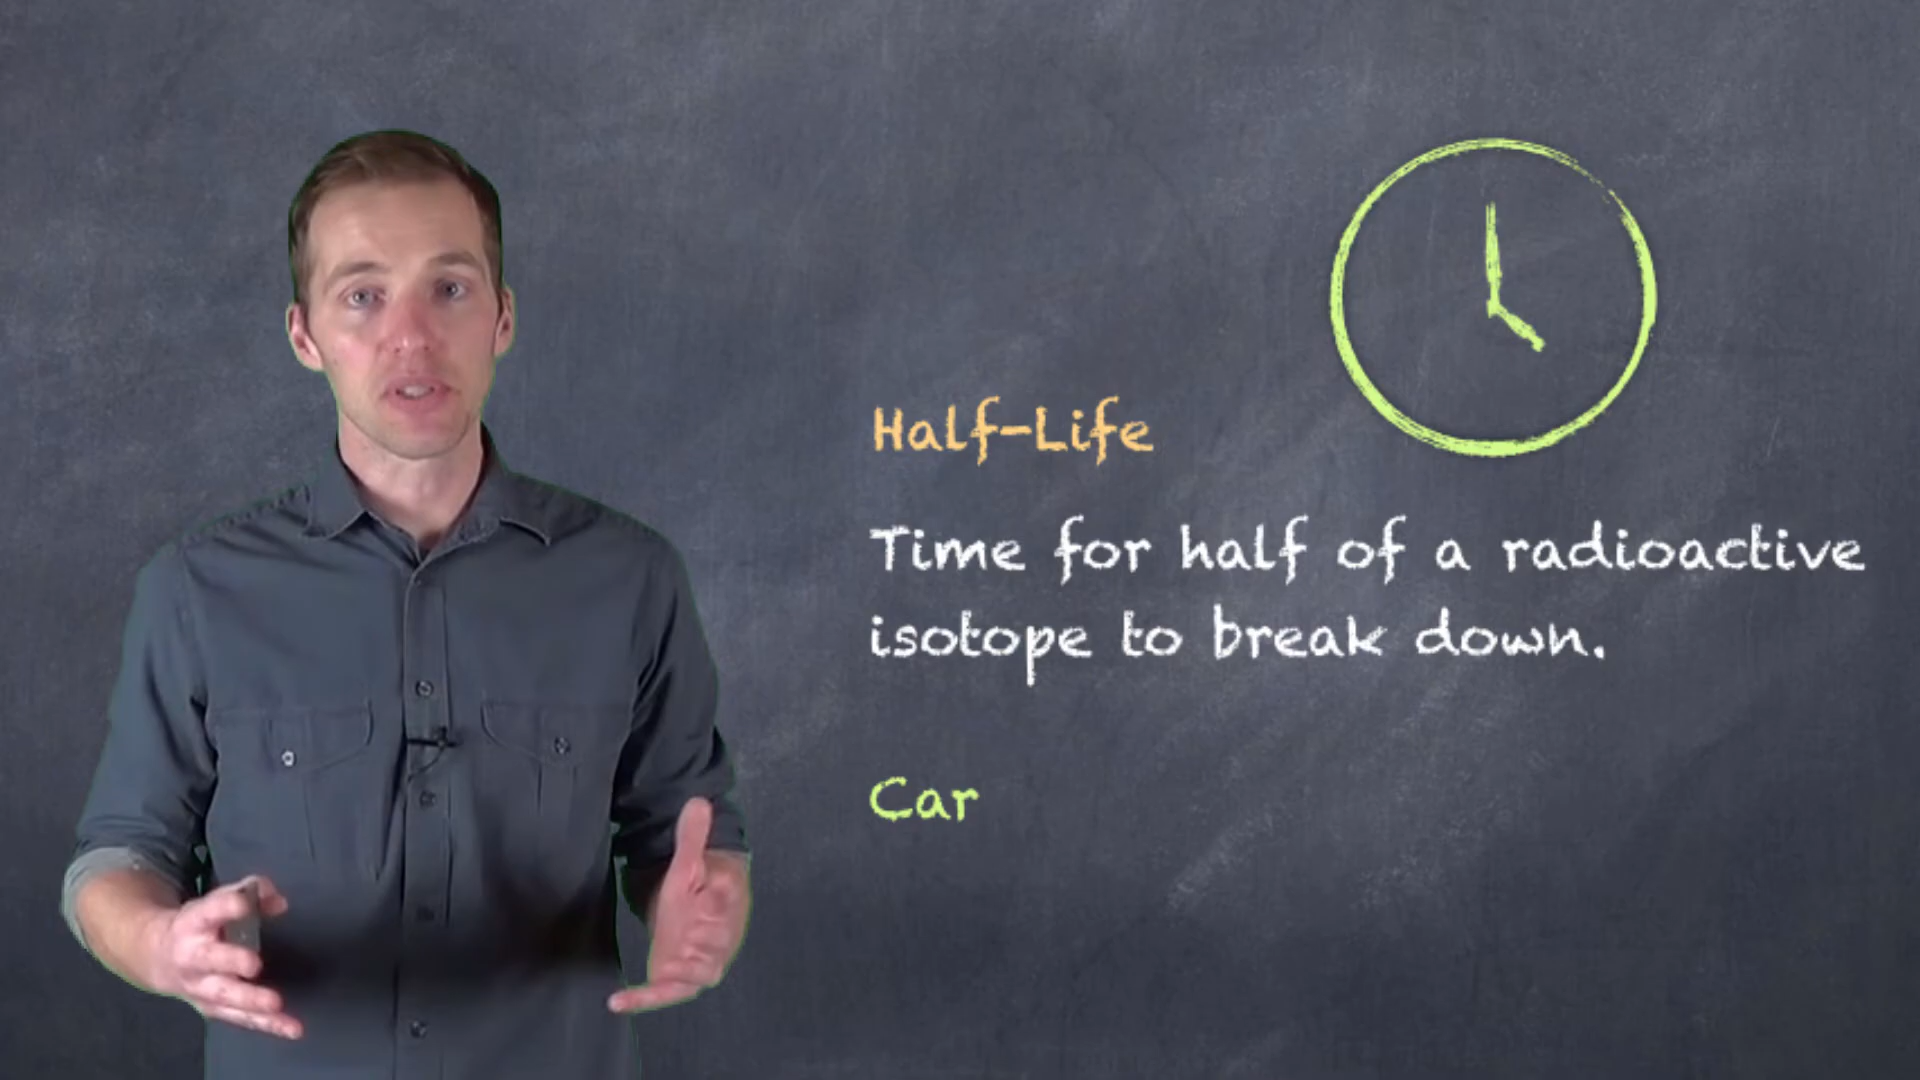 Half-Life
Time for half of a radioactive
isotope to break down.
Car